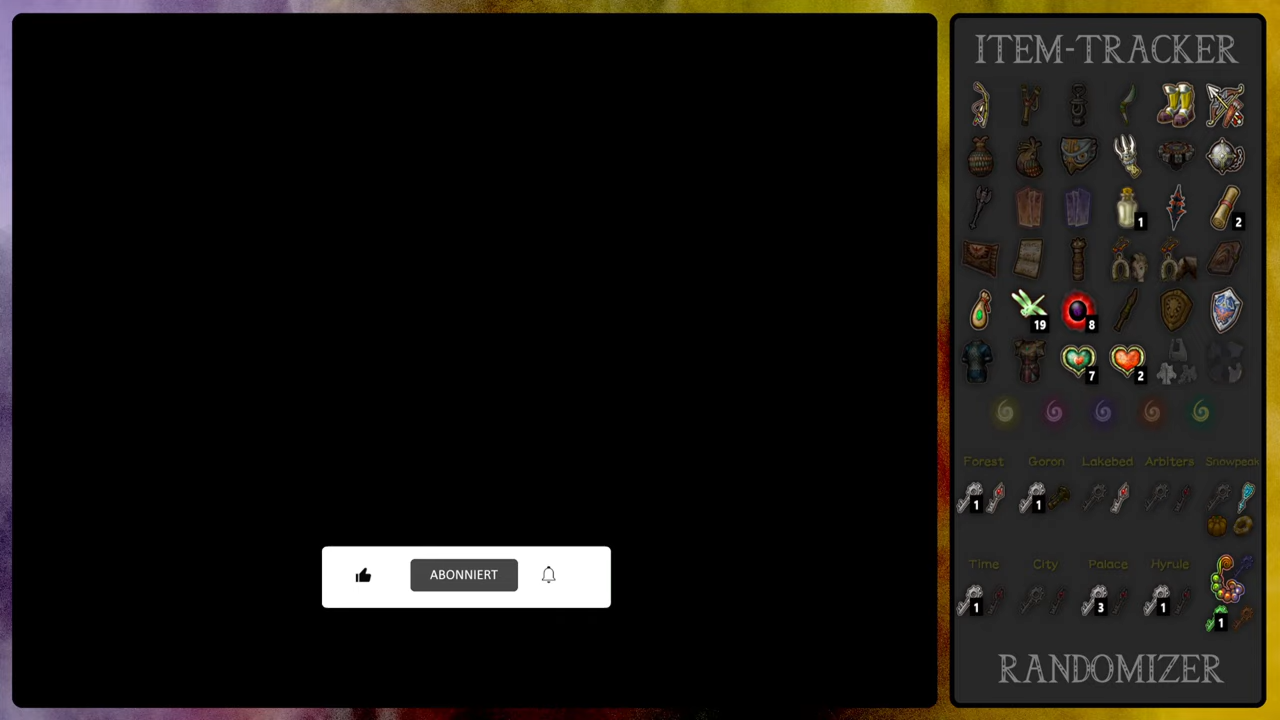 ITEM-TRACKER
1
2
19
8
7
2
Forest Goron Lakebed Arbiters Snowpeak
1 1
ABONNIERT
Time City Palace Hyrule
1 3 1
1
RANDOMIZER